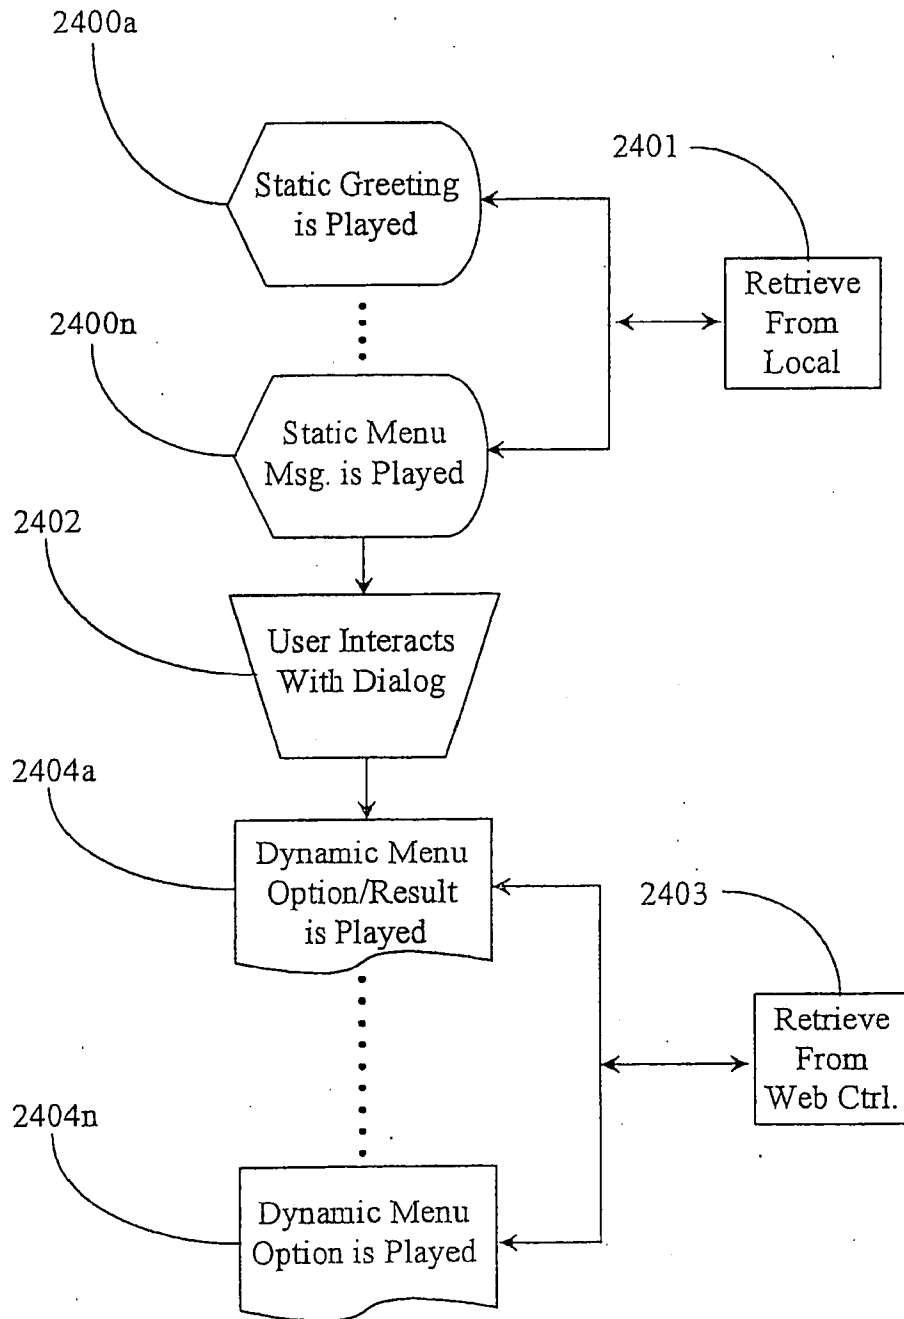 2400a
Static Greeting
is Played
2401
Retrieve
From
Local
2400n
Static Menu
Msg. is Played
2402
User Interacts
With Dialog
2404a
Dynamic Menu
Option/Result
is Played
2403
Retrieve
From
Web Ctrl.
2404n
Dynamic Menu
Option is Played